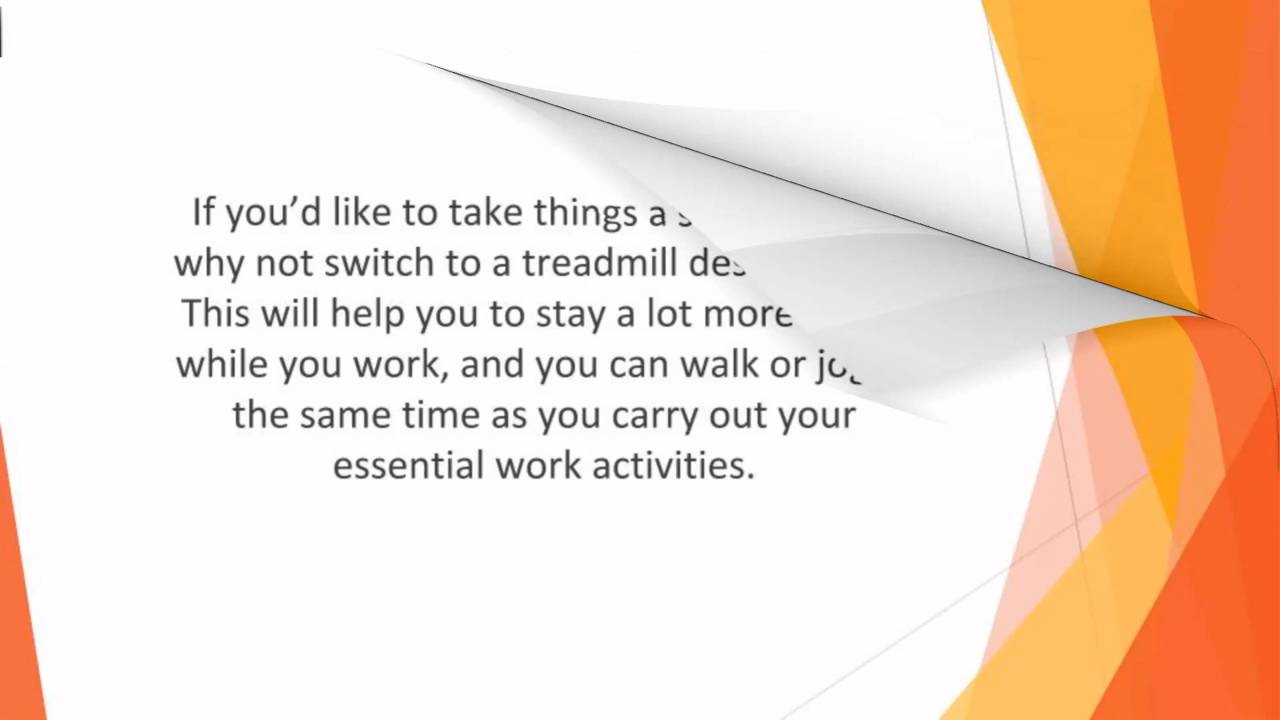 If you’d like to take things a
why not switch to a treadmill
This will help you to stay a lot more
while you work, and you can walk or
the same time as you carry out your
essential work activities.